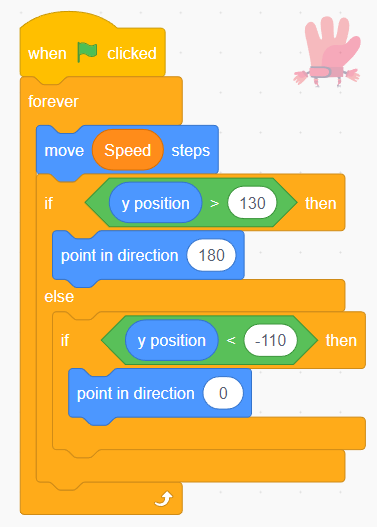 when clicked
forever
move Speed steps
if y position > 130 then
point in direction 180
else
if y position < -110 then
point in direction 0